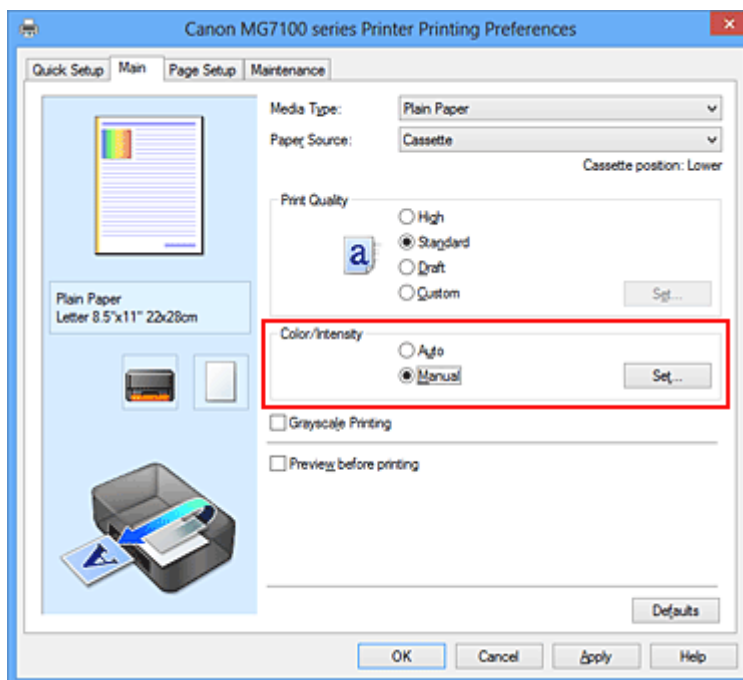 Canon MG7100 series Printer Printing Preferences
Quick Setup Main Page Setup Maintenance
Media Type: Plain Paper
Paper Source: Cassette
Cassette position: Lower
Print Quality
High
a Standard
Draft
Plain Paper
Letter 8.5"x11" 22x28cm
Custom Set...
Color/Intensity
Auto
Manual Set...
Grayscale Printing
Preview before printing
A
Defaults
OK Cancel Apply Help